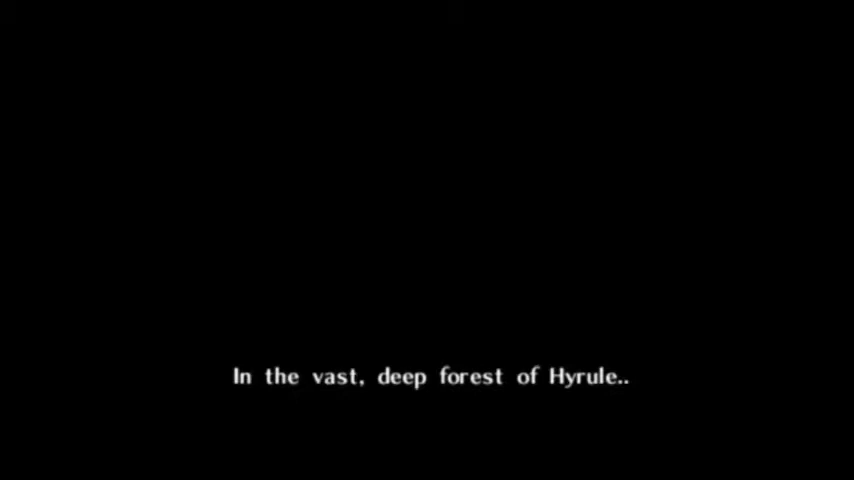 In the vast, deep forest of Hyrule..